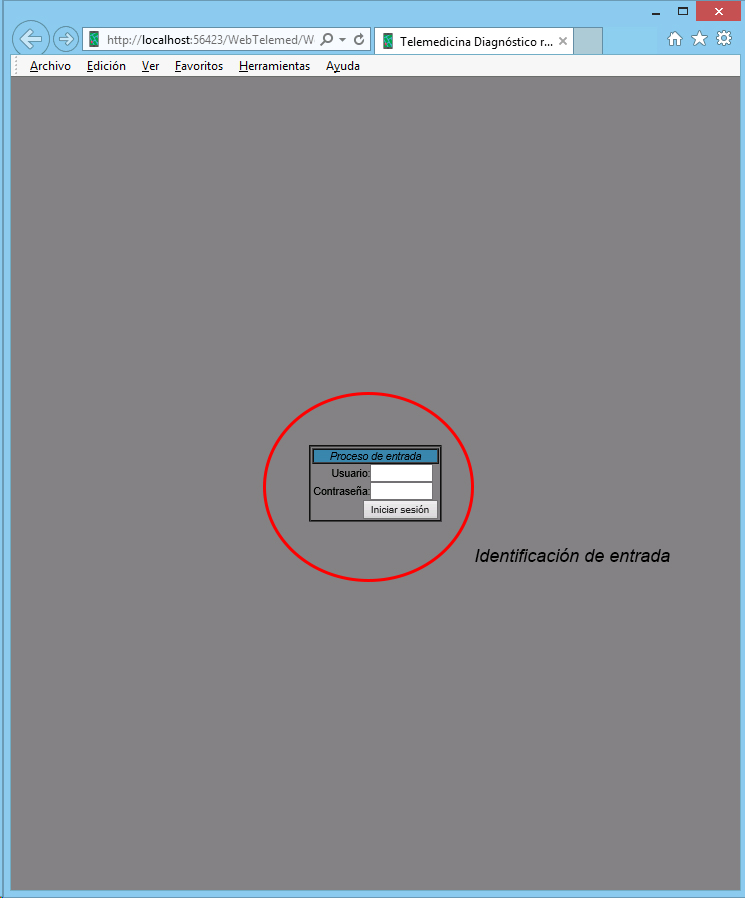 http://localhost:56423/WebTelemed/W
Telemedicina Diagnóstico r...
Archivo Edición Ver Favoritos Herramientas Ayuda
Proceso de entrada
Usuario:
Contraseña:
Iniciar sesión
Identificación de entrada